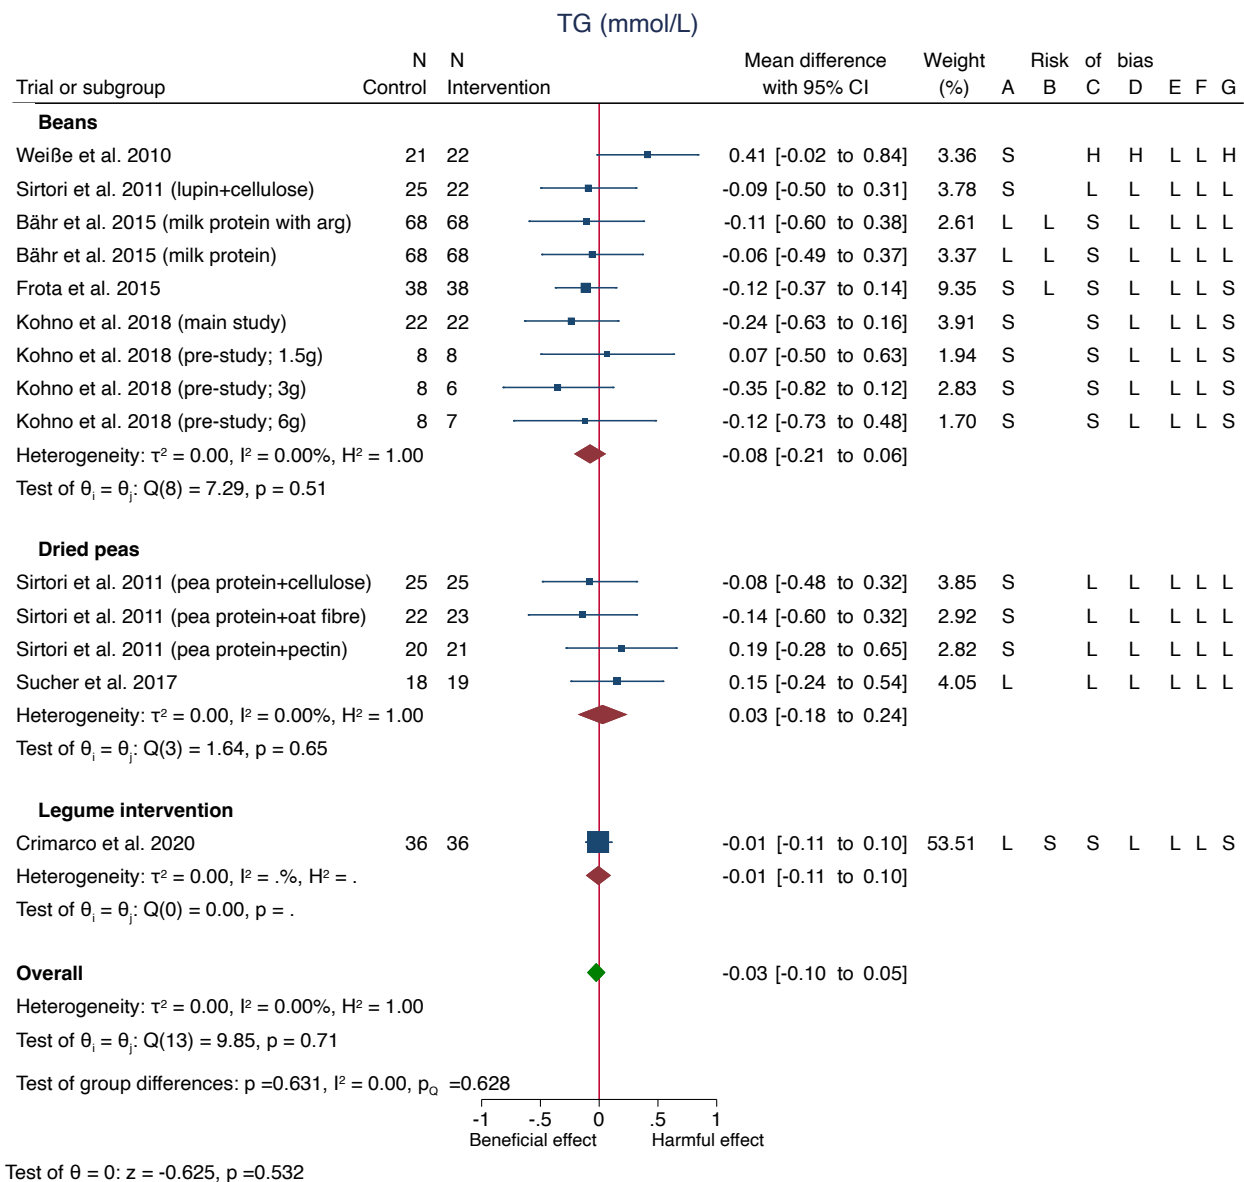 TG (mmol/L)
N N Mean difference Weight Risk of bias
Trial or subgroup Control Intervention with 95% CI (%) A B C D E F G
Beans
Weiße et al. 2010 21 22 0.41 [-0.02 to 0.84] 3.36 S H H L L H
Sirtori et al. 2011 (lupin+cellulose) 25 22 -0.09 [-0.50 to 0.31] 3.78 S L L L L L
Bähr et al. 2015 (milk protein with arg) 68 68 -0.11 [-0.60 to 0.38] 2.61 L L S L L L L
Bähr et al. 2015 (milk protein) 68 68 -0.06 [-0.49 to 0.37] 3.37 L L S L L L L
Frota et al. 2015 38 38 -0.12 [-0.37 to 0.14] 9.35 S L S L L L S
Kohno et al. 2018 (main study) 22 22 -0.24 [-0.63 to 0.16] 3.91 S S L L L S
Kohno et al. 2018 (pre-study; 1.5g) 8 8 0.07 [-0.50 to 0.63] 1.94 S S L L L S
Kohno et al. 2018 (pre-study; 3g) 8 6 -0.35 [-0.82 to 0.12] 2.83 S S L L L S
Kohno et al. 2018 (pre-study; 6g) 8 7 -0.12 [-0.73 to 0.48] 1.70 S S L L L S
Heterogeneity: τ² = 0.00, I² = 0.00%, H² = 1.00 -0.08 [-0.21 to 0.06]
Test of θᵢ = θⱼ: Q(8) = 7.29, p = 0.51
Dried peas
Sirtori et al. 2011 (pea protein+cellulose) 25 25 -0.08 [-0.48 to 0.32] 3.85 S L L L L L
Sirtori et al. 2011 (pea protein+oat fibre) 22 23 -0.14 [-0.60 to 0.32] 2.92 S L L L L L
Sirtori et al. 2011 (pea protein+pectin) 20 21 0.19 [-0.28 to 0.65] 2.82 S L L L L L
Sucher et al. 2017 18 19 0.15 [-0.24 to 0.54] 4.05 L L L L L L
Heterogeneity: τ² = 0.00, I² = 0.00%, H² = 1.00 0.03 [-0.18 to 0.24]
Test of θᵢ = θⱼ: Q(3) = 1.64, p = 0.65
Legume intervention
Crimarco et al. 2020 36 36 -0.01 [-0.11 to 0.10] 53.51 L S S L L L S
Heterogeneity: τ² = 0.00, I² = .%, H² = . -0.01 [-0.11 to 0.10]
Test of θᵢ = θⱼ: Q(0) = 0.00, p = .
Overall -0.03 [-0.10 to 0.05]
Heterogeneity: τ² = 0.00, I² = 0.00%, H² = 1.00
Test of θᵢ = θⱼ: Q(13) = 9.85, p = 0.71
Test of group differences: p =0.631, I² = 0.00, p_Q =0.628
-1 -.5 0 .5 1
Beneficial effect Harmful effect
Test of θ = 0: z = -0.625, p =0.532